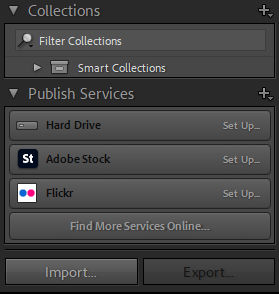 Collections
Filter Collections
Smart Collections
Publish Services
Hard Drive Set Up...
St Adobe Stock Set Up...
Flickr Set Up...
Find More Services Online...
Import... Export...